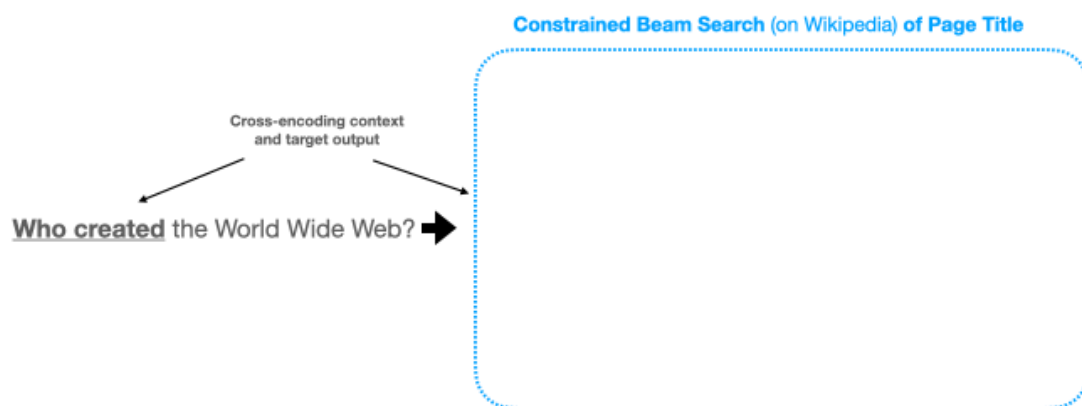 Constrained Beam Search (on Wikipedia) of Page Title
Cross-encoding context
and target output
Who created the World Wide Web?